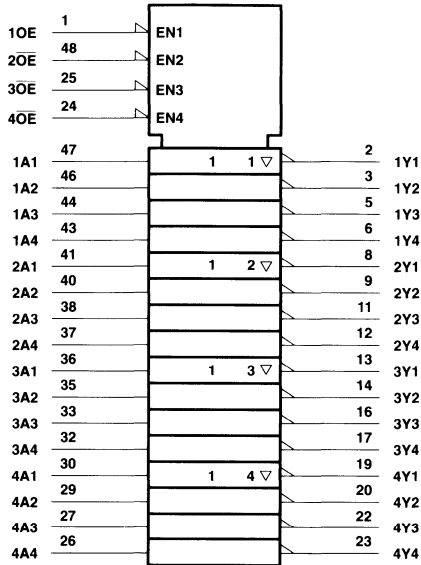 1OE 1 EN1
2O̅E̅ 48 EN2
3O̅E̅ 25 EN3
4O̅E̅ 24 EN4
1A1 47 1 1 ▽ 2 1Y1
1A2 46 3 1Y2
1A3 44 5 1Y3
1A4 43 6 1Y4
2A1 41 1 2 ▽ 8 2Y1
2A2 40 9 2Y2
2A3 38 11 2Y3
2A4 37 12 2Y4
3A1 36 1 3 ▽ 13 3Y1
3A2 35 14 3Y2
3A3 33 16 3Y3
3A4 32 17 3Y4
4A1 30 1 4 ▽ 19 4Y1
4A2 29 20 4Y2
4A3 27 22 4Y3
4A4 26 23 4Y4